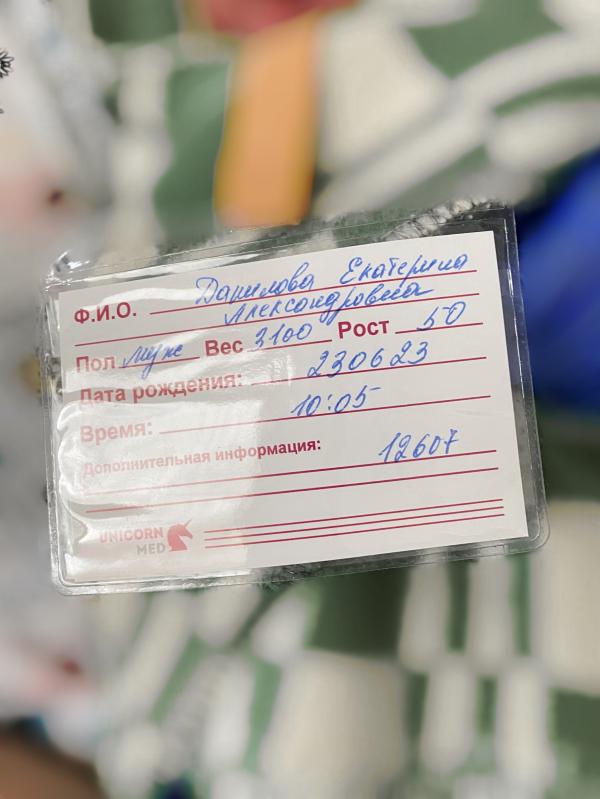 Ф.И.О. Данилова Екатерина
Александровна
Пол муж Вес 3100 Рост 50
Дата рождения: 230623
Время: 10:05
Дополнительная информация: 12607
UNICORN
MED